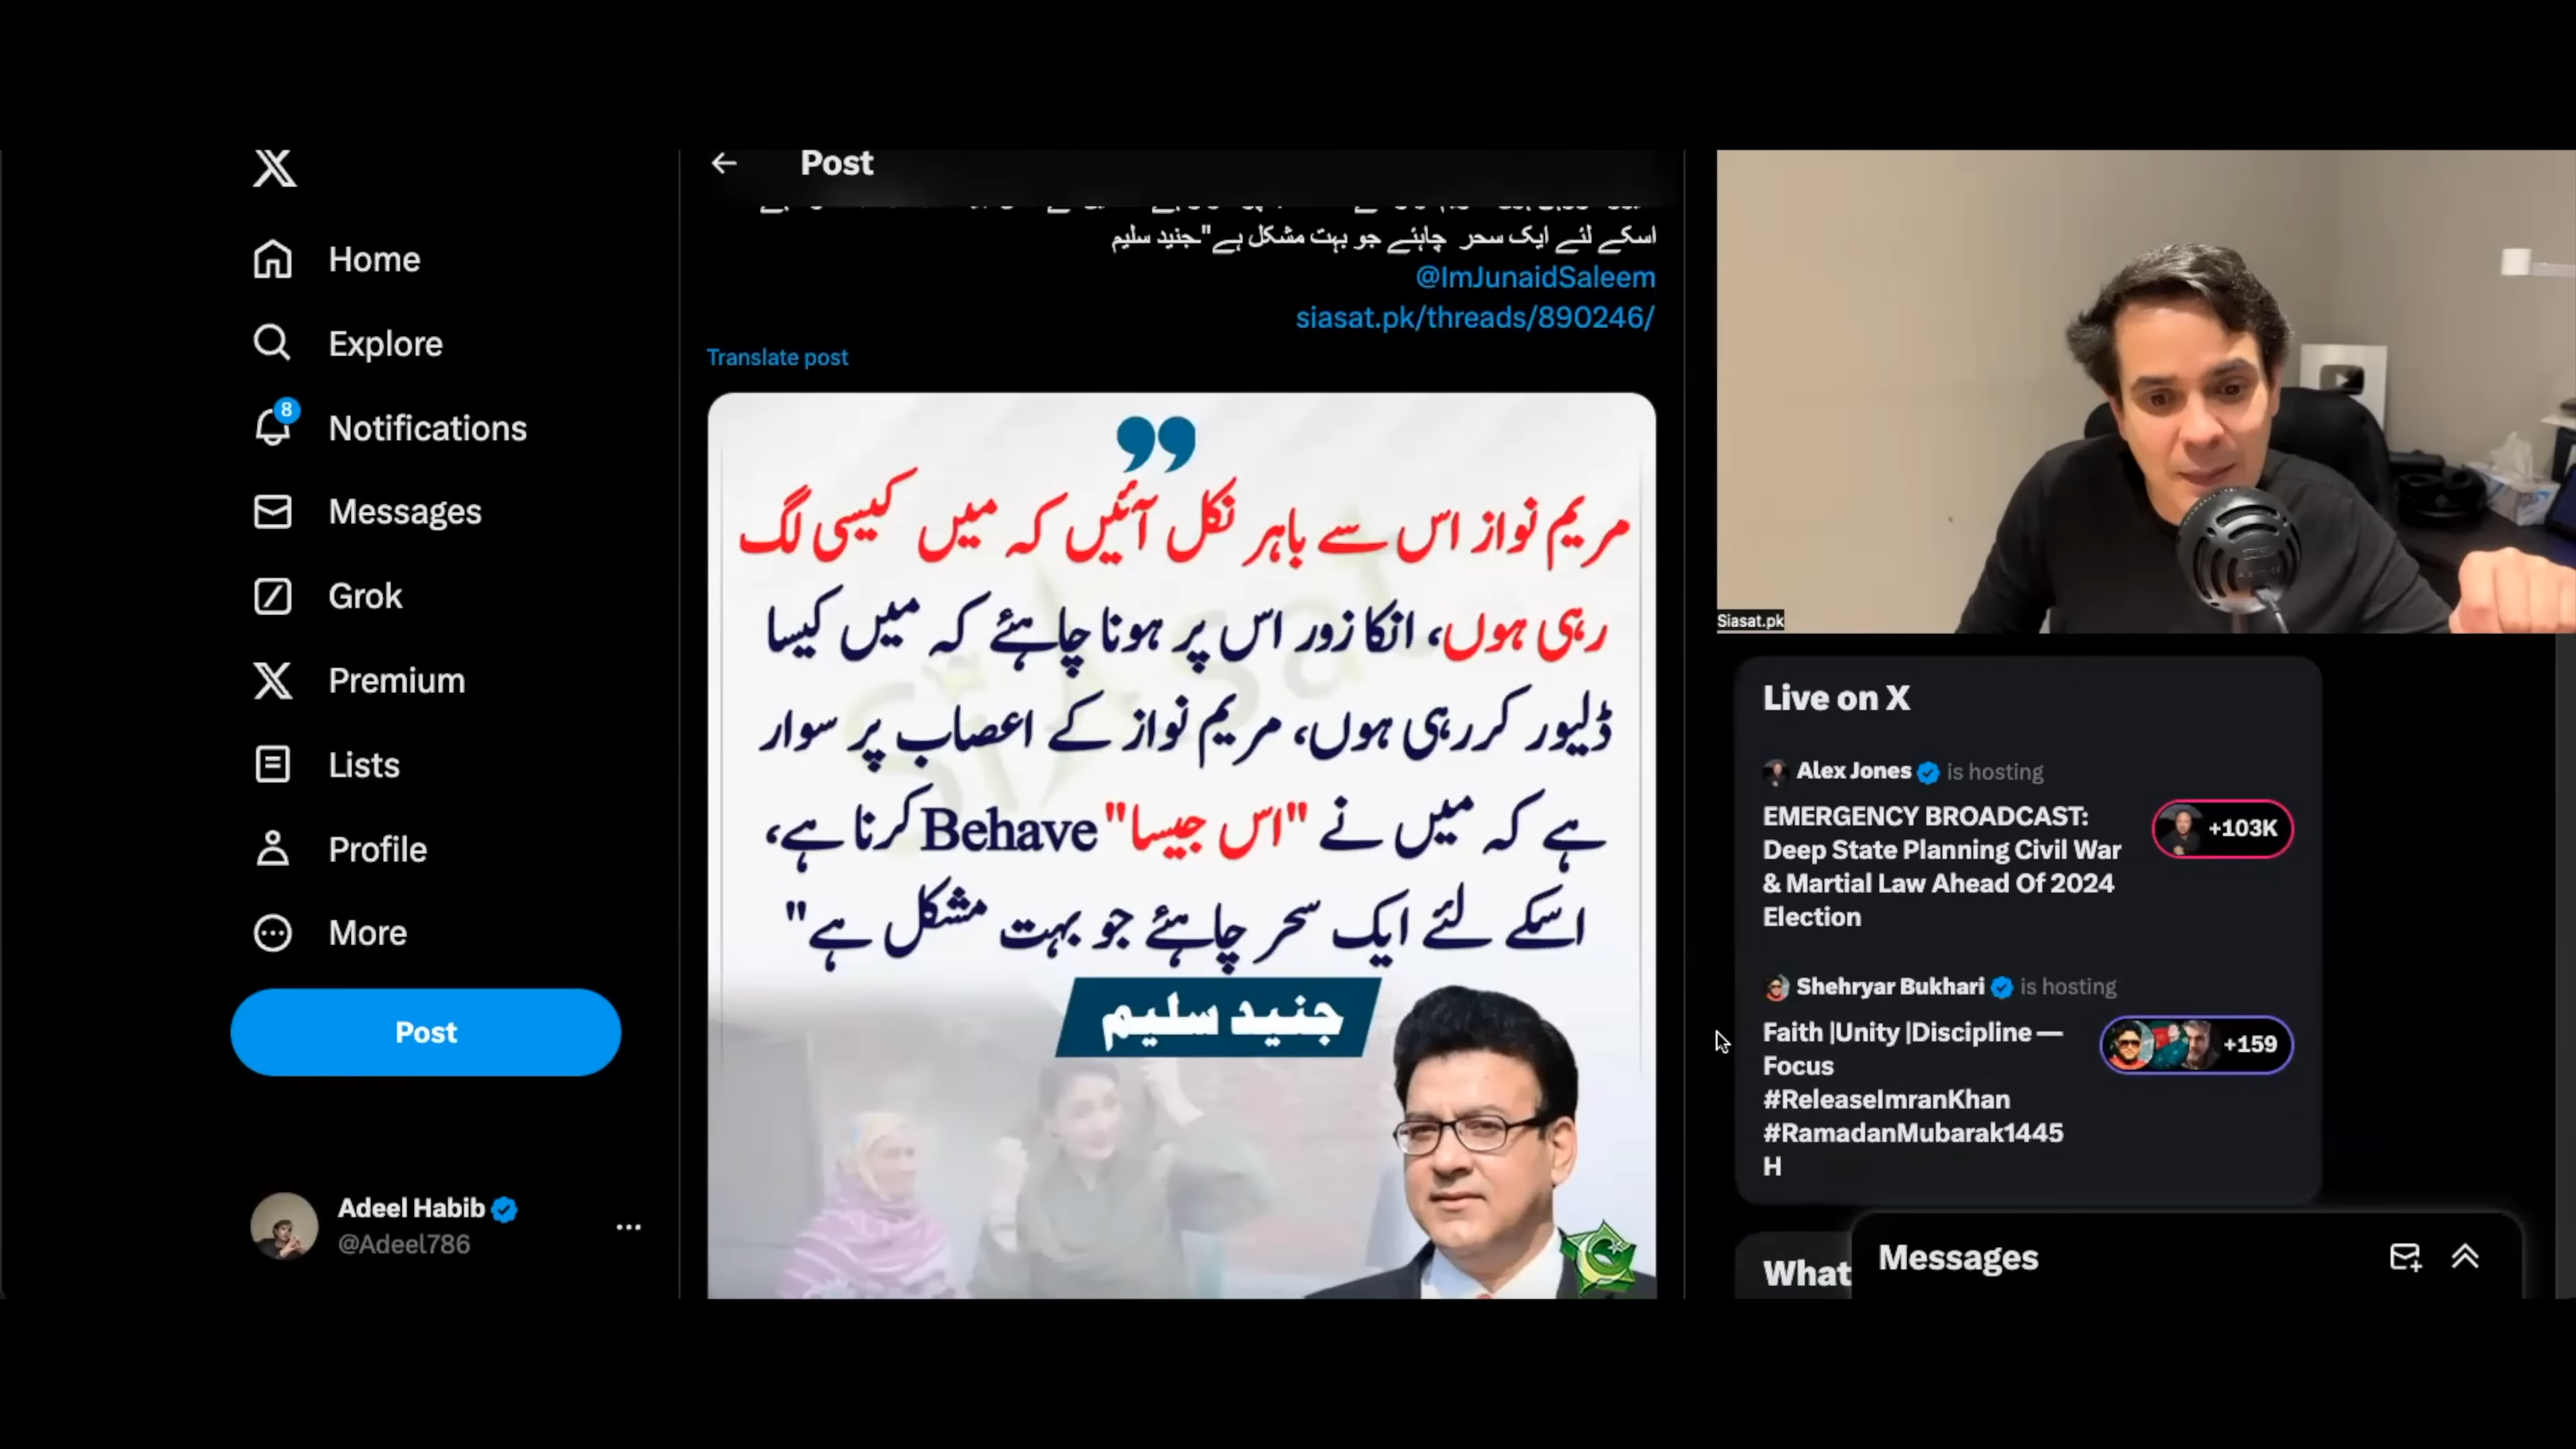 Home
Explore
8
Notifications
Messages
Grok
Premium
Lists
Profile
More
Post
Adeel Habib
@Adeel786
Post
اسکے لئے ایک سحر چاہئے جو بہت مشکل ہے"۔جنید سلیم
@ImJunaidSaleem
siasat.pk/threads/890246/
Translate post
مریم نواز اس سے باہر نکل آئیں کہ میں کیسی لگ
رہی ہوں، انکا زور اس پر ہونا چاہئے کہ میں کیسا
ڈلیور کررہی ہوں، مریم نواز کے اعصاب پر سوار
ہے کہ میں نے "اس جیسا" Behave کرنا ہے،
اسکے لئے ایک سحر چاہئے جو بہت مشکل ہے"
جنید سلیم
Siasat
Siasat.pk
Live on X
Alex Jones is hosting
EMERGENCY BROADCAST:
Deep State Planning Civil War
& Martial Law Ahead Of 2024
Election
+103K
Shehryar Bukhari is hosting
Faith |Unity |Discipline —
Focus
#ReleaseImranKhan
#RamadanMubarak1445
H
+159
What
Messages